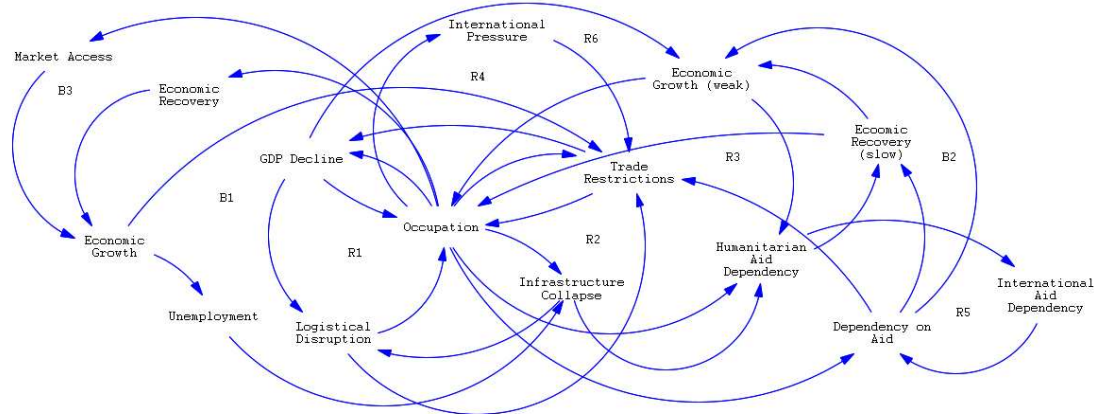 International
Pressure
R6
Market Access
B3
Economic
Recovery
R4
Economic
Growth (weak)
Ecoomic
Recovery
(slow)
GDP Decline
Trade
Restrictions
R3
B2
B1
Occupation
Economic
Growth
R1
R2
Humanitarian
Aid
Dependency
Infrastructure
Collapse
International
Aid
Dependency
Unemployment
Logistical
Disruption
Dependency on
Aid
R5